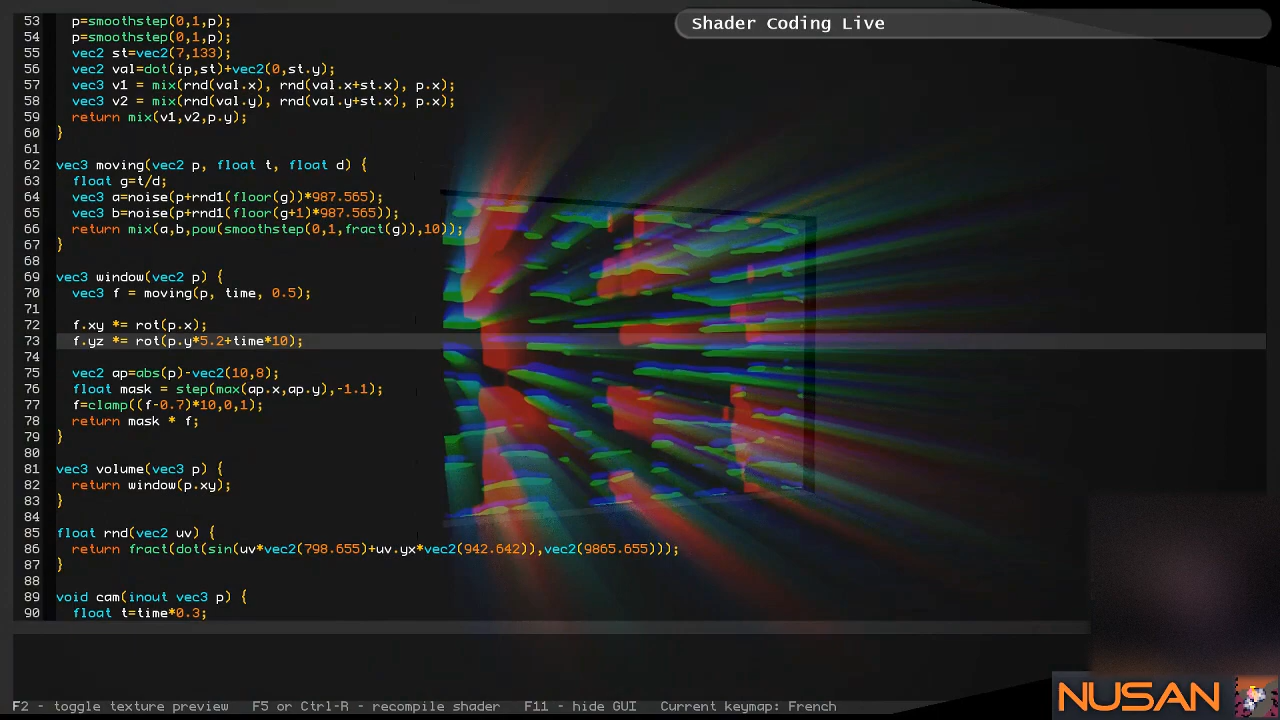 Shader Coding Live
53 p=smoothstep(0,1,p);
54 p=smoothstep(0,1,p);
55 vec2 st=vec2(7,133);
56 vec2 val=dot(ip,st)+vec2(0,st.y);
57 vec3 v1 = mix(rnd(val.x), rnd(val.x+st.x), p.x);
58 vec3 v2 = mix(rnd(val.y), rnd(val.y+st.x), p.x);
59 return mix(v1,v2,p.y);
60 }
61
62 vec3 moving(vec2 p, float t, float d) {
63 float g=t/d;
64 vec3 a=noise(p+rnd1(floor(g))*987.565);
65 vec3 b=noise(p+rnd1(floor(g+1)*987.565));
66 return mix(a,b,pow(smoothstep(0,1,fract(g)),10));
67 }
68
69 vec3 window(vec2 p) {
70 vec3 f = moving(p, time, 0.5);
71
72 f.xy *= rot(p.x);
73 f.yz *= rot(p.y*5.2+time*10);
74
75 vec2 ap=abs(p)-vec2(10,8);
76 float mask = step(max(ap.x,ap.y),-1.1);
77 f=clamp((f-0.7)*10,0,1);
78 return mask * f;
79 }
80
81 vec3 volume(vec3 p) {
82 return window(p.xy);
83 }
84
85 float rnd(vec2 uv) {
86 return fract(dot(sin(uv*vec2(798.655)+uv.yx*vec2(942.642)),vec2(9865.655)));
87 }
88
89 void cam(inout vec3 p) {
90 float t=time*0.3;
F2 - toggle texture preview F5 or Ctrl-R - recompile shader F11 - hide GUI Current keymap: French
NUSAN